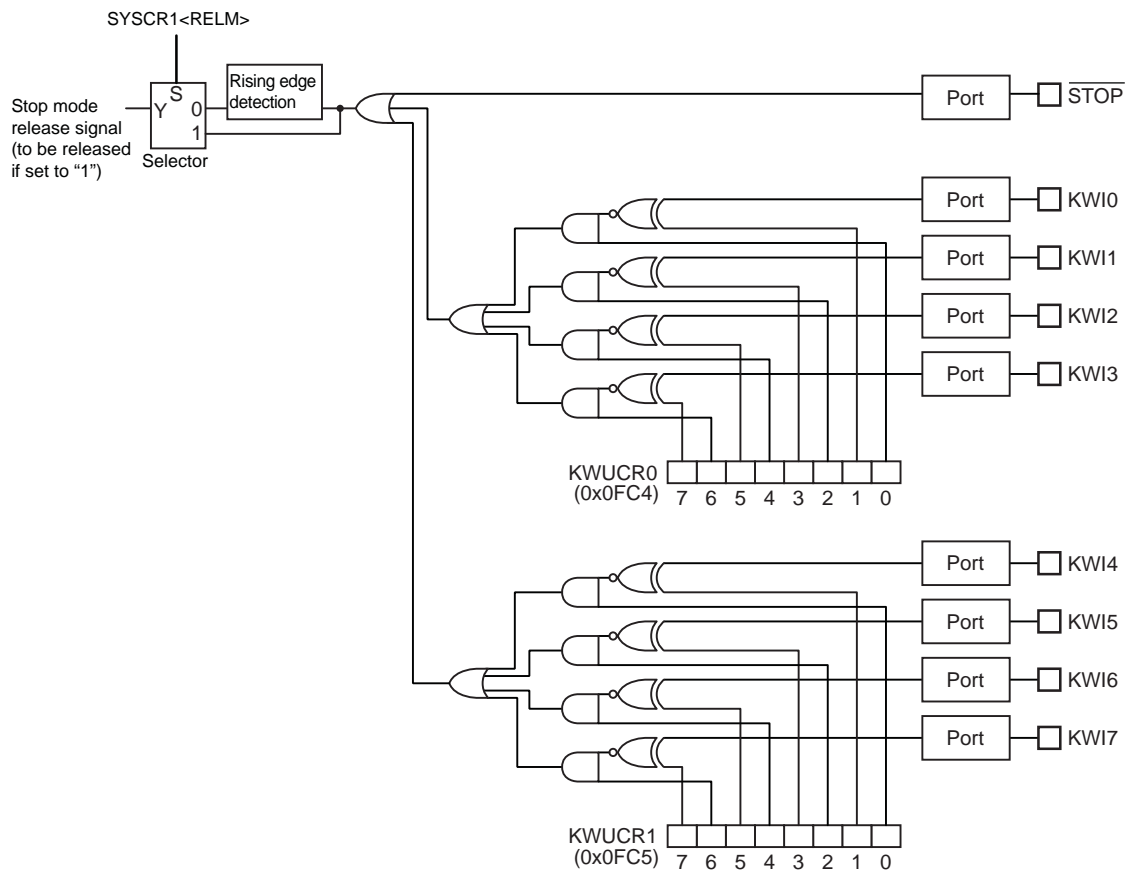 SYSCR1<RELM>
Stop mode
release signal
(to be released
if set to “1”)
Y
S
0
1
Selector
Rising edge
detection
Port
STOP
Port
KWI0
Port
KWI1
Port
KWI2
Port
KWI3
KWUCR0
(0x0FC4)
7 6 5 4 3 2 1 0
Port
KWI4
Port
KWI5
Port
KWI6
Port
KWI7
KWUCR1
(0x0FC5)
7 6 5 4 3 2 1 0